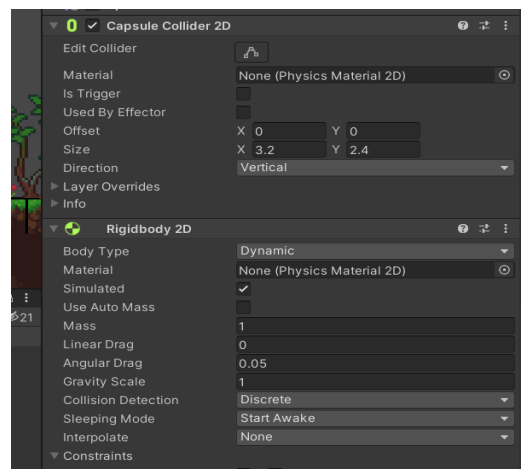 Capsule Collider 2D
Edit Collider
Material None (Physics Material 2D)
Is Trigger
Used By Effector
Offset X 0 Y 0
Size X 3.2 Y 2.4
Direction Vertical
Layer Overrides
Info
Rigidbody 2D
Body Type Dynamic
Material None (Physics Material 2D)
Simulated
Use Auto Mass
21
Mass 1
Linear Drag 0
Angular Drag 0.05
Gravity Scale 1
Collision Detection Discrete
Sleeping Mode Start Awake
Interpolate None
Constraints